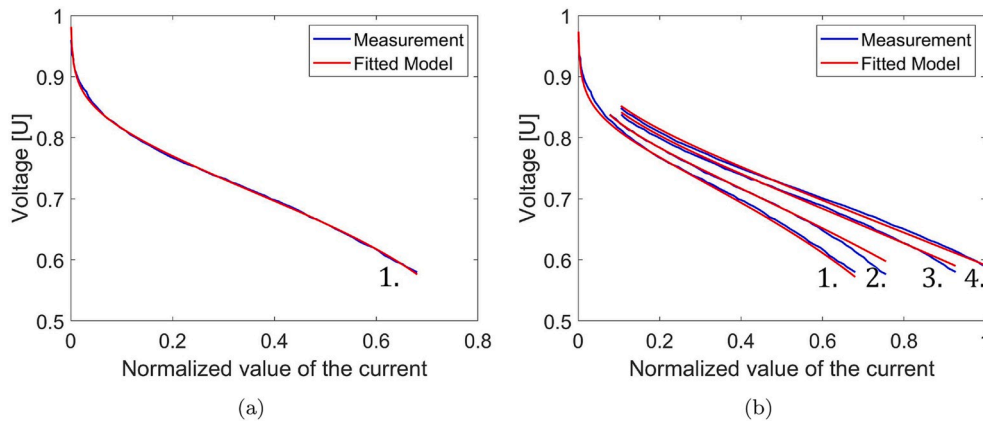 1
0.9
0.8
0.7
0.6
0.5
Voltage [U]
Measurement
Fitted Model
1.
0
0.2
0.4
0.6
0.8
Normalized value of the current
(a)
1
0.9
0.8
0.7
0.6
0.5
Voltage [U]
Measurement
Fitted Model
1. 2. 3. 4.
0
0.2
0.4
0.6
0.8
1
Normalized value of the current
(b)